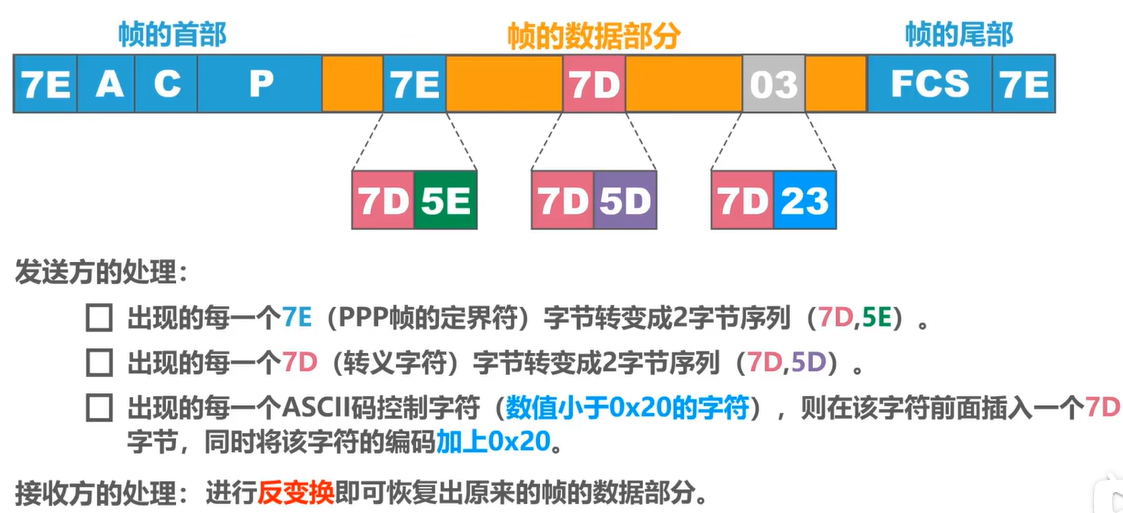 帧的首部 帧的数据部分 帧的尾部
7E A C P 7E 7D 03 FCS 7E
7D 5E 7D 5D 7D 23
发送方的处理：
出现的每一个7E（PPP帧的定界符）字节转变成2字节序列（7D,5E）。
出现的每一个7D（转义字符）字节转变成2字节序列（7D,5D）。
出现的每一个ASCII码控制字符（数值小于0x20的字符），则在该字符前面插入一个7D
字节，同时将该字符的编码加上0x20。
接收方的处理：进行反变换即可恢复出原来的帧的数据部分。